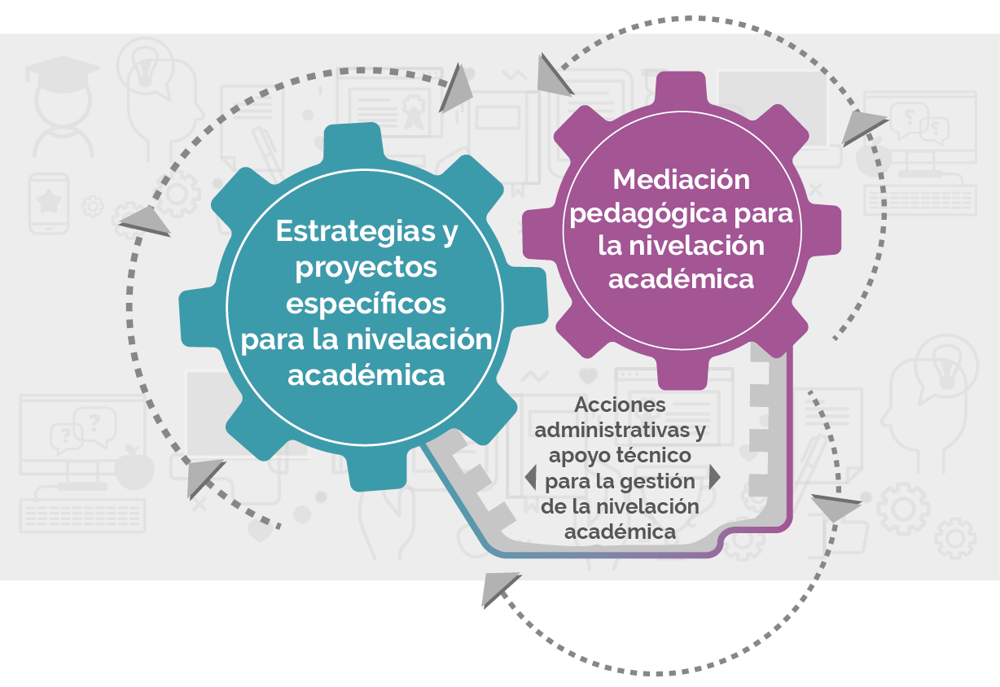 Estrategias y
proyectos
específicos
para la nivelación
académica
Mediación
pedagógica para
la nivelación
académica
Acciones
administrativas y
apoyo técnico
para la gestión
de la nivelación
académica